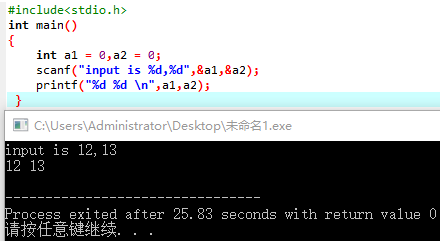 #include<stdio.h>
int main()
{
    int a1 = 0,a2 = 0;
    scanf("input is %d,%d",&a1,&a2);
    printf("%d %d \n",a1,a2);
}
C:\Users\Administrator\Desktop\未命名1.exe
input is 12,13
12 13
--------------------------------
Process exited after 25.83 seconds with return value 0
请按任意键继续. . .